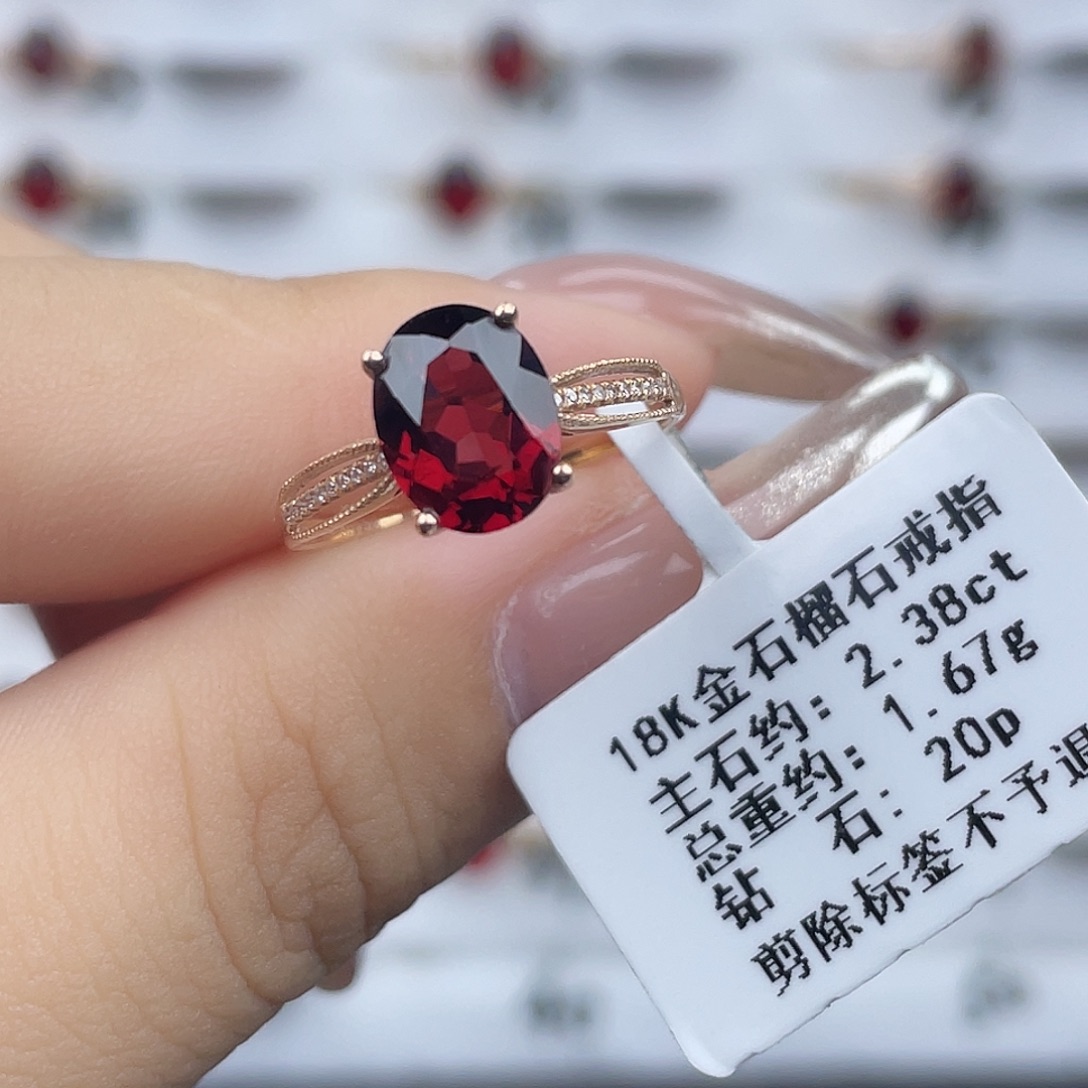 18K金石榴石戒指
主石约: 2.38ct
总重约: 1.67g
钻 石: 20p
剪除标签不予退